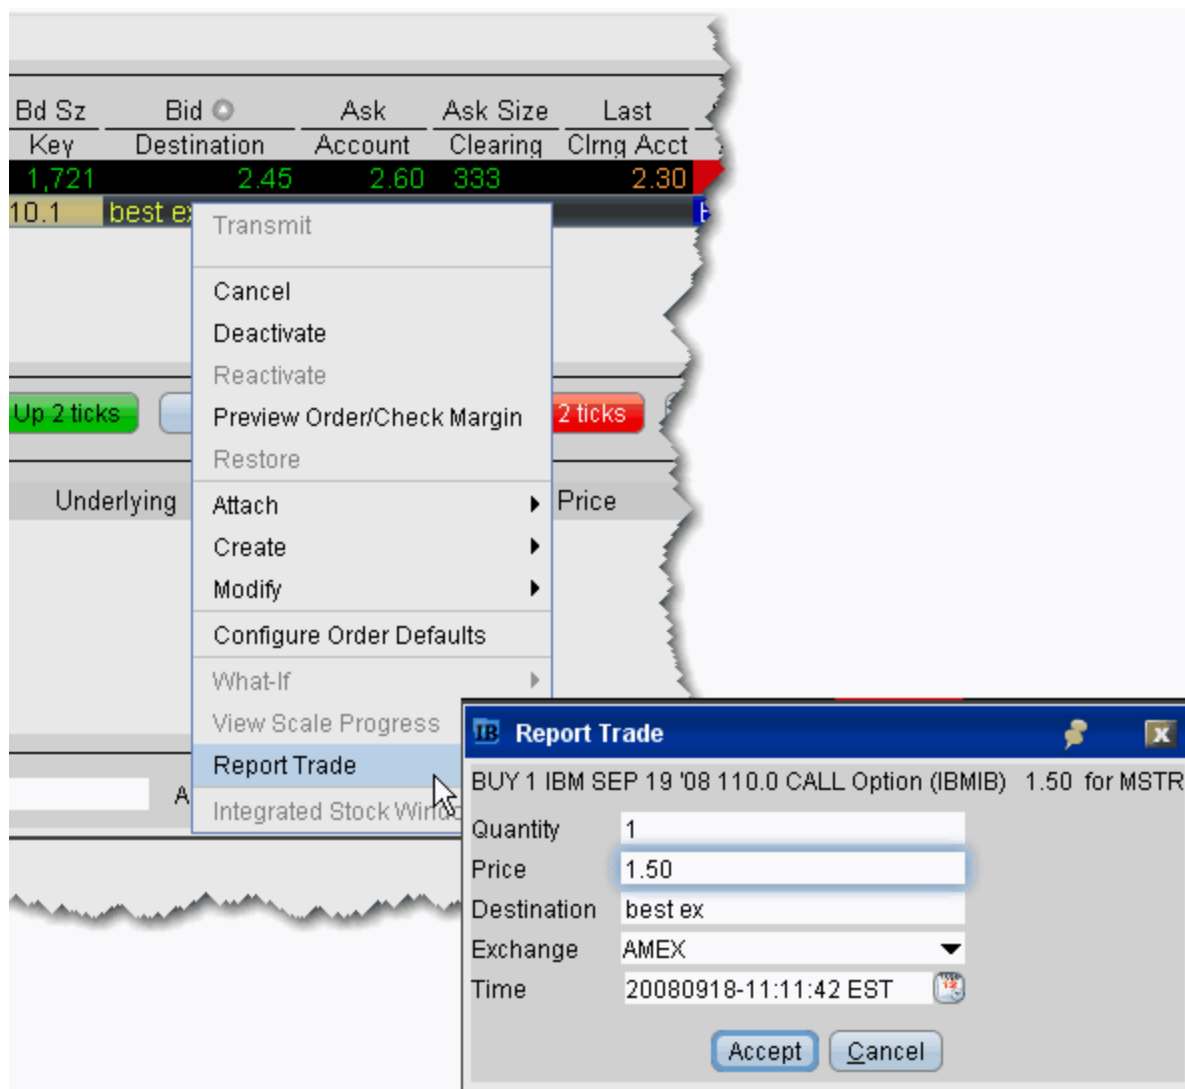 Bd Sz Bid Ask Ask Size Last
Key Destination Account Clearing Clrng Acct
1,721 2.45 2.60 333 2.30
10.1 best ex
Transmit
Cancel
Deactivate
Reactivate
Up 2 ticks Preview Order/Check Margin 2 ticks
Restore
Underlying Attach Price
Create
Modify
Configure Order Defaults
What-If
View Scale Progress
IB Report Trade
Report Trade
BUY 1 IBM SEP 19 '08 110.0 CALL Option (IBMIB) 1.50 for MSTR
A Integrated Stock
Quantity 1
Price 1.50
Destination best ex
Exchange AMEX
Time 20080918-11:11:42 EST
Accept Cancel